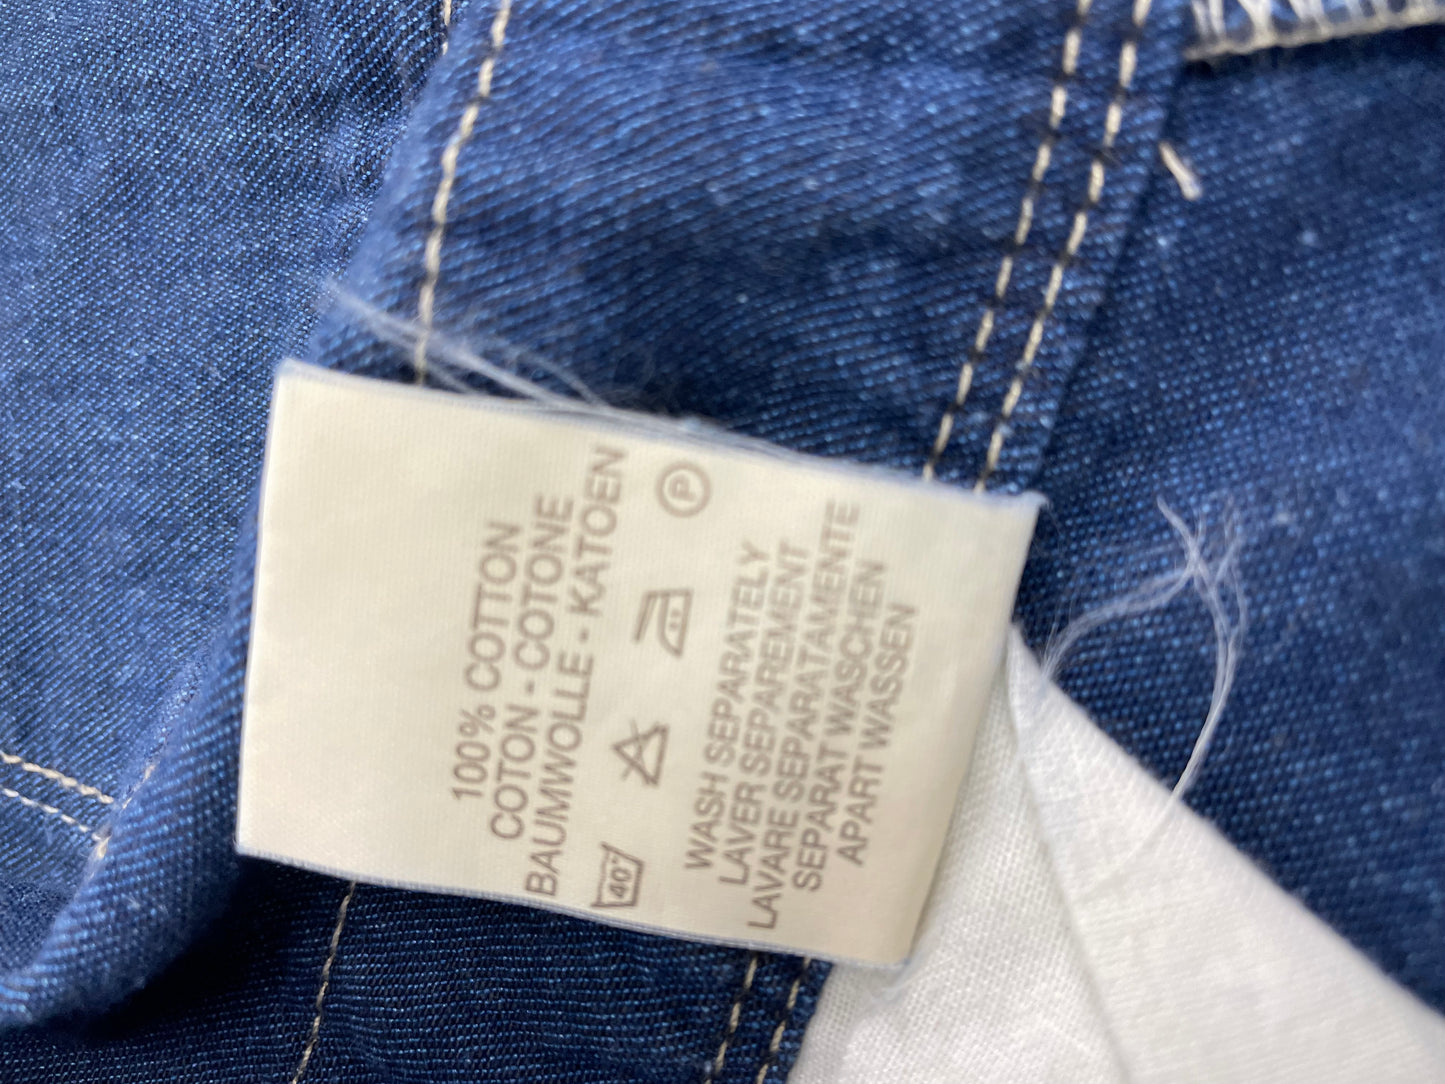 100% COTTON
COTON - COTONE
BAUMWOLLE - KATOEN
40°
P
WASH SEPARATELY
LAVER SEPAREMENT
LAVARE SEPARATAMENTE
SEPARAT WASCHEN
APART WASSEN